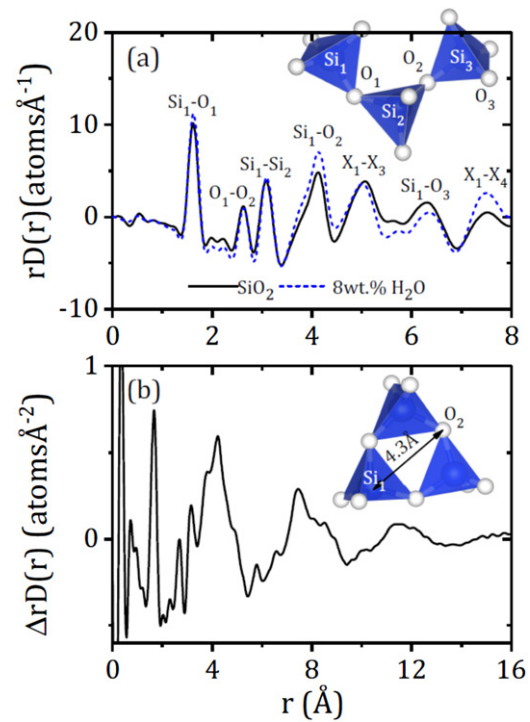 20
(a)
Si₁
O₁
O₂
Si₂
Si₃
O₃
10
0
-10
rD(r)(atomsÅ⁻¹)
Si₁-O₁
O₁-O₂
Si₁-Si₂
Si₁-O₂
X₁-X₃
Si₁-O₃
X₁-X₄
SiO₂
8wt.% H₂O
0 2 4 6 8
1
(b)
0
ΔrD(r) (atomsÅ⁻²)
O₂
4.3Å
Si₁
0 4 8 12 16
r (Å)